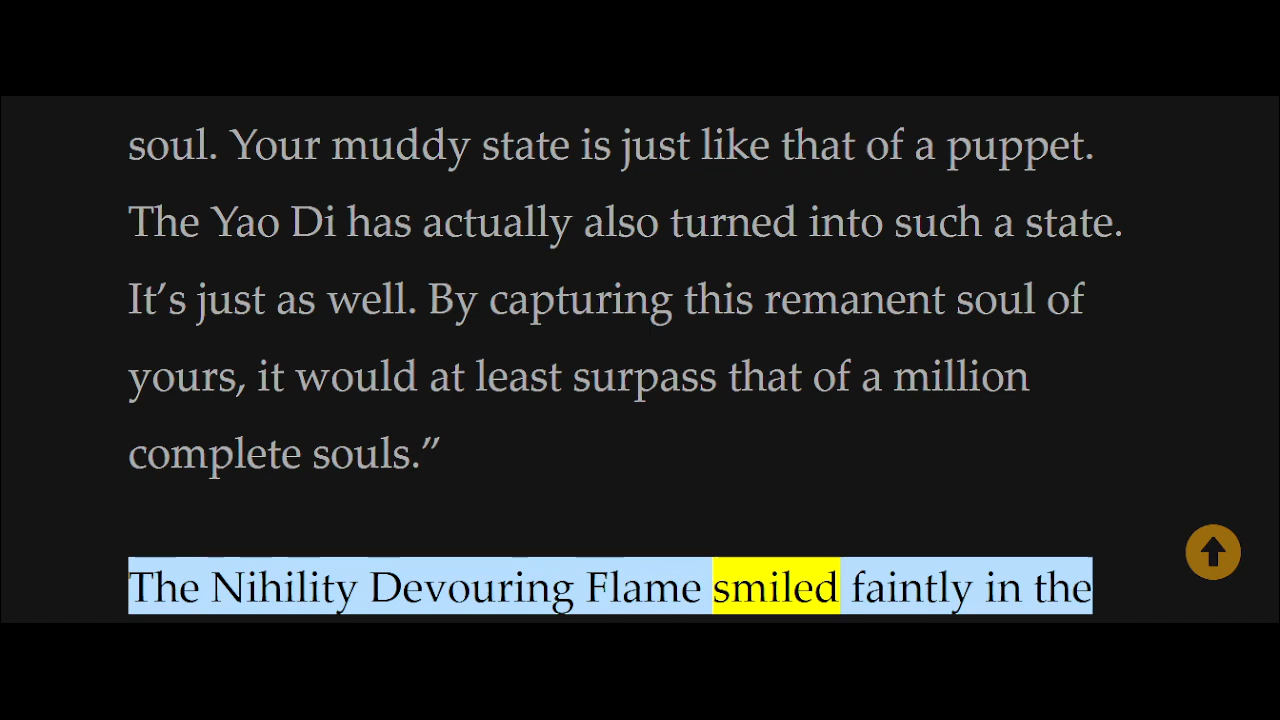 soul. Your muddy state is just like that of a puppet.
The Yao Di has actually also turned into such a state.
It’s just as well. By capturing this remanent soul of
yours, it would at least surpass that of a million
complete souls.”
The Nihility Devouring Flame smiled faintly in the